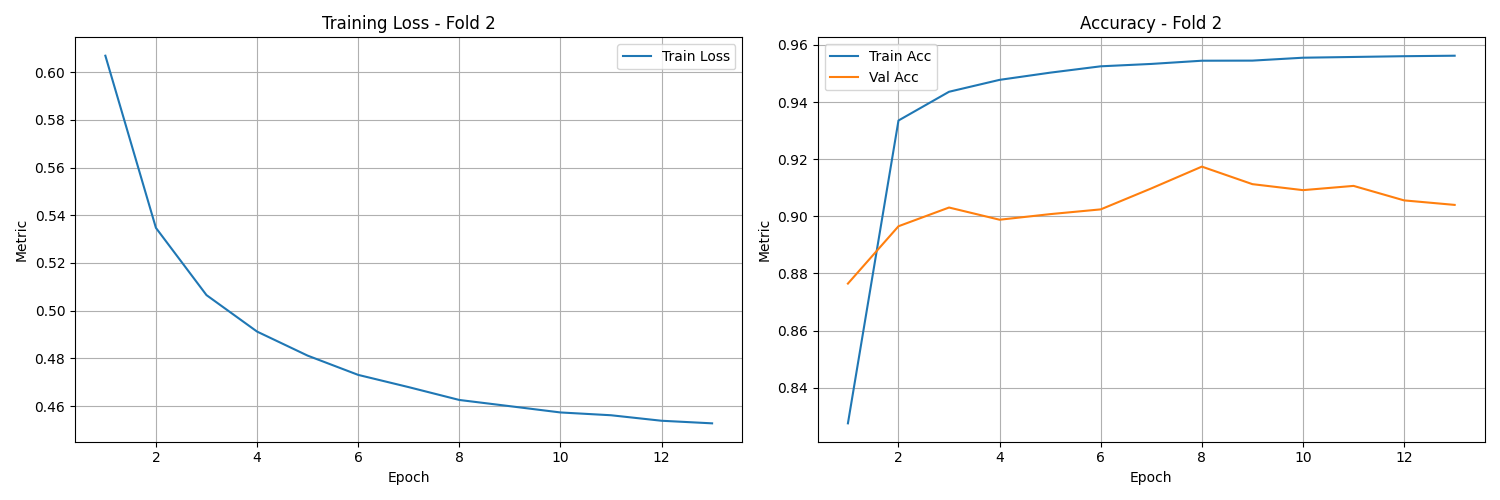 Training Loss - Fold 2
Train Loss
0.60
0.58
0.56
0.54
0.52
0.50
0.48
0.46
Metric
2 4 6 8 10 12
Epoch
Accuracy - Fold 2
Train Acc
Val Acc
0.96
0.94
0.92
0.90
0.88
0.86
0.84
Metric
2 4 6 8 10 12
Epoch